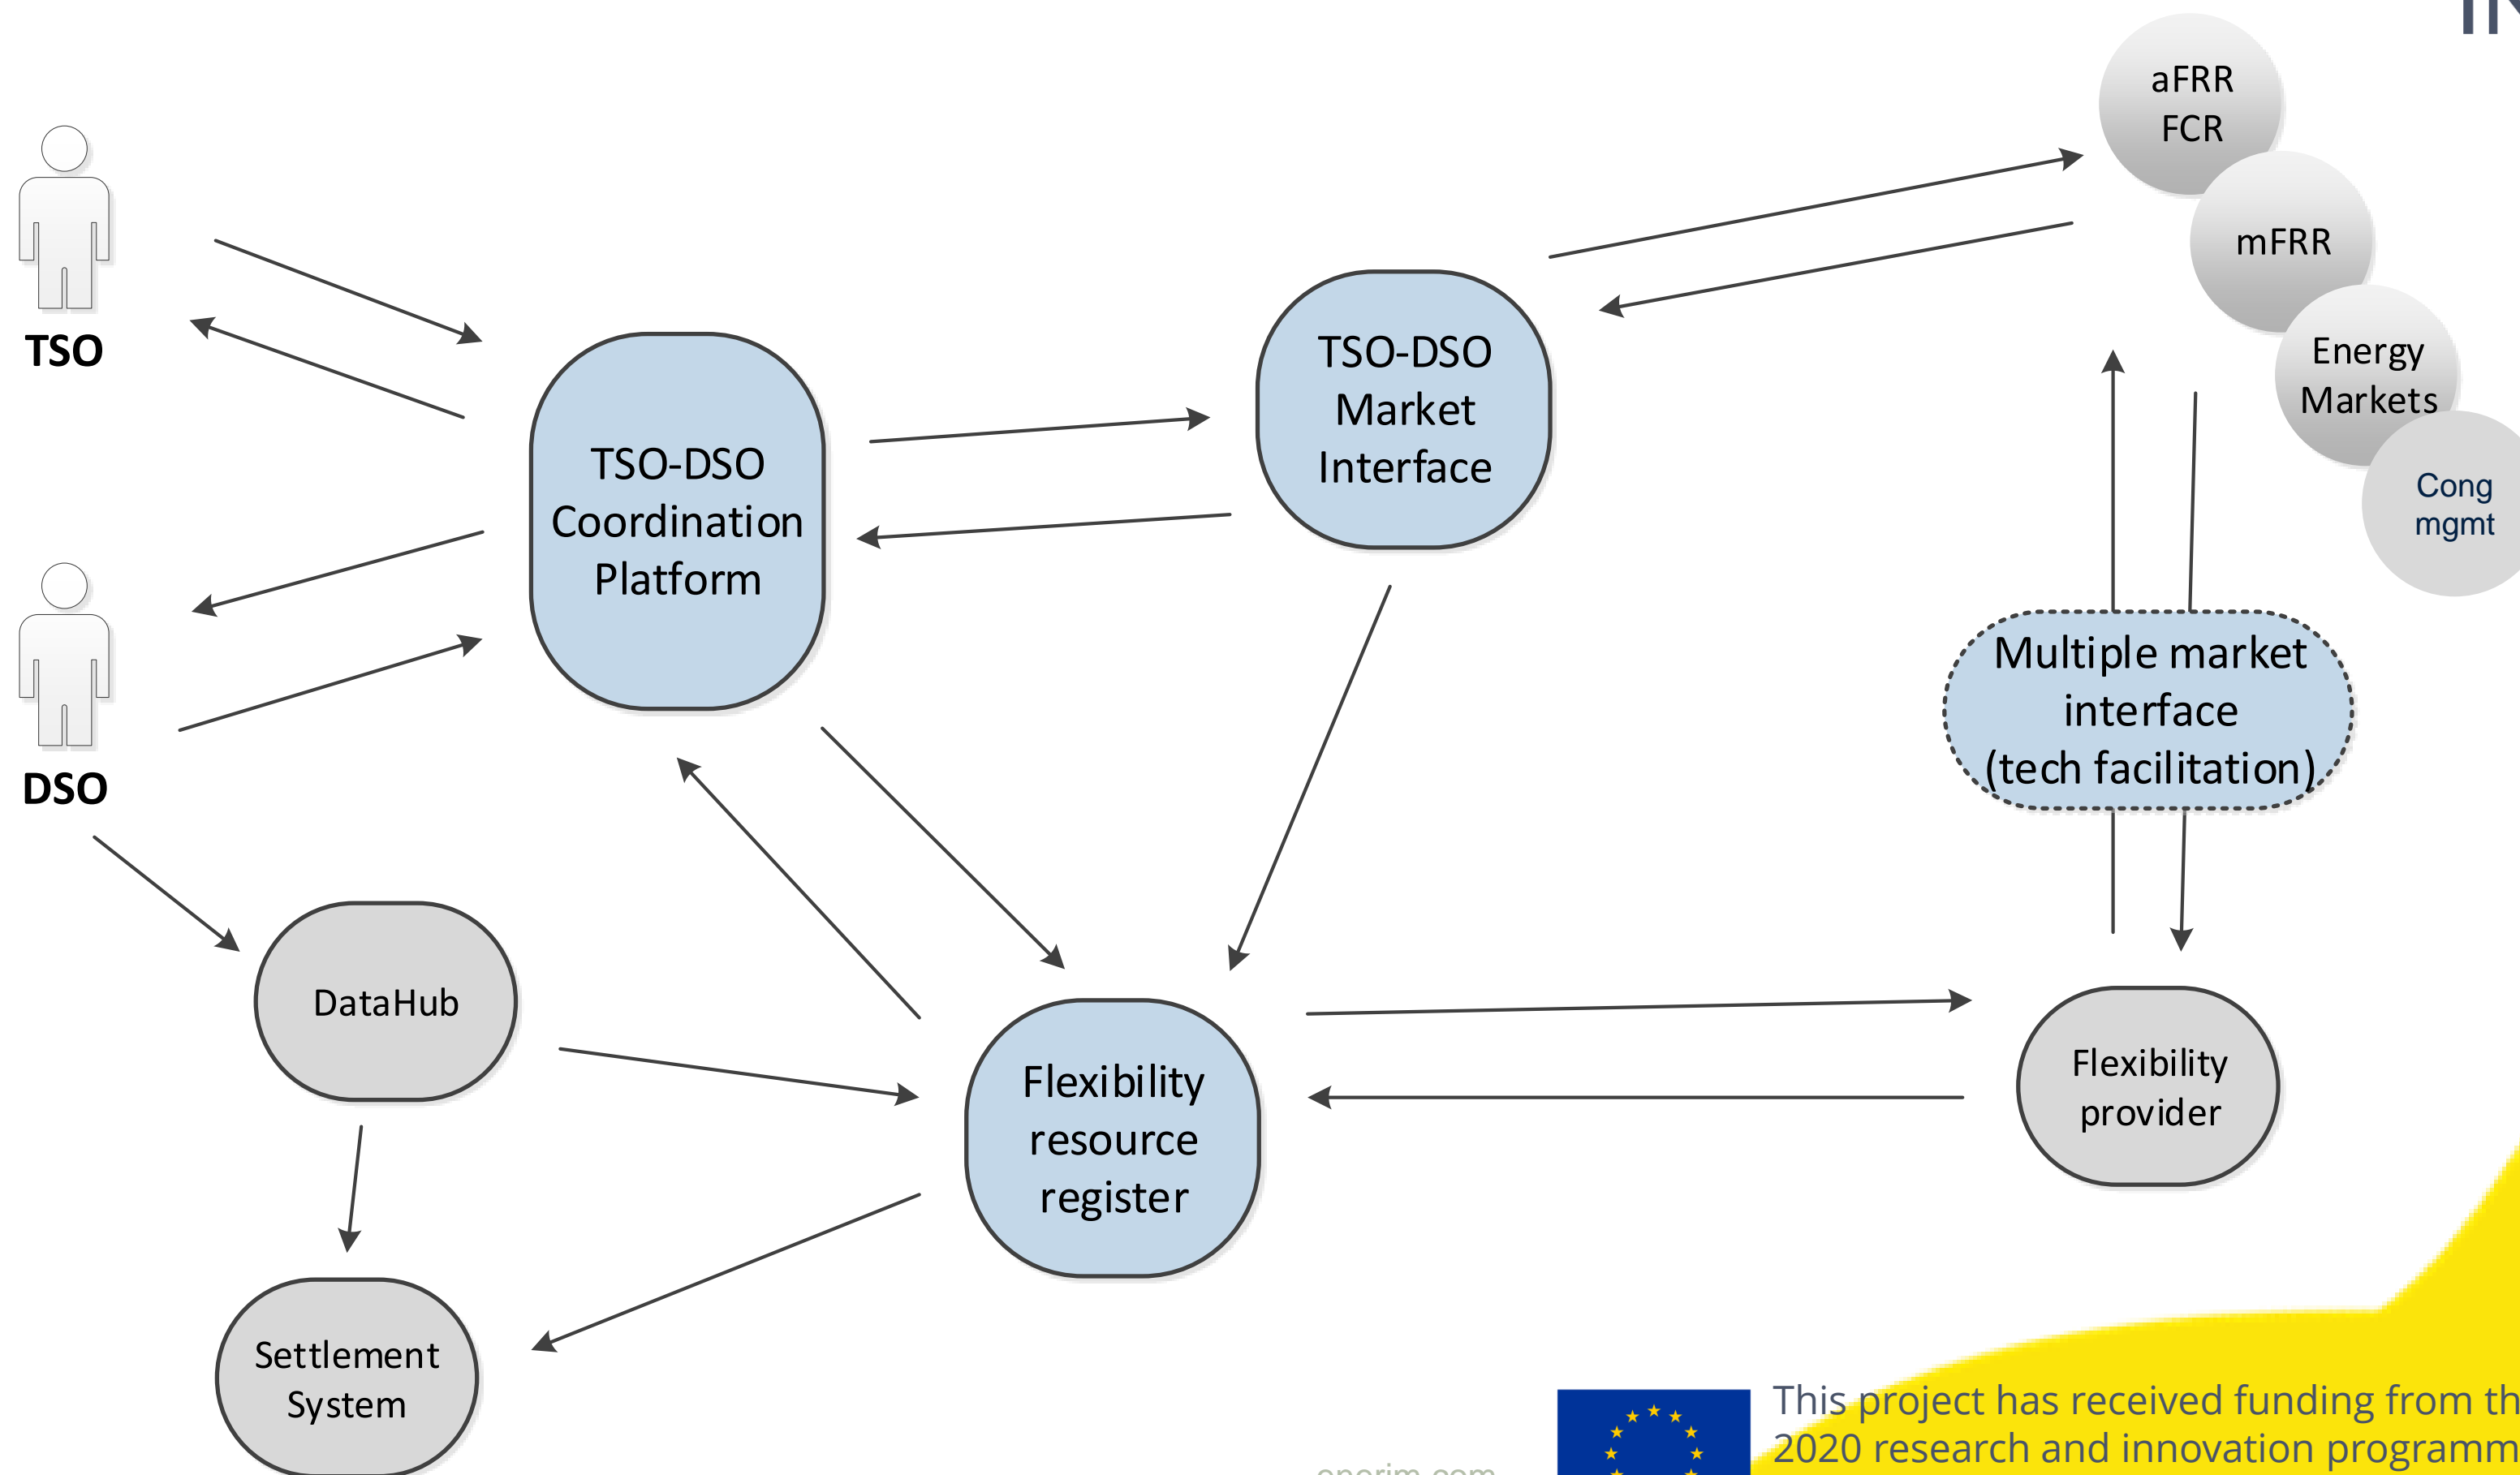 aFRR
FCR
mFRR
Energy
Markets
Cong
mgmt
TSO
TSO-DSO
Market
Interface
TSO-DSO
Coordination
Platform
DSO
Multiple market
interface
(tech facilitation)
DataHub
Flexibility
resource
register
Flexibility
provider
Settlement
System
This project has received funding from th
2020 research and innovation programm